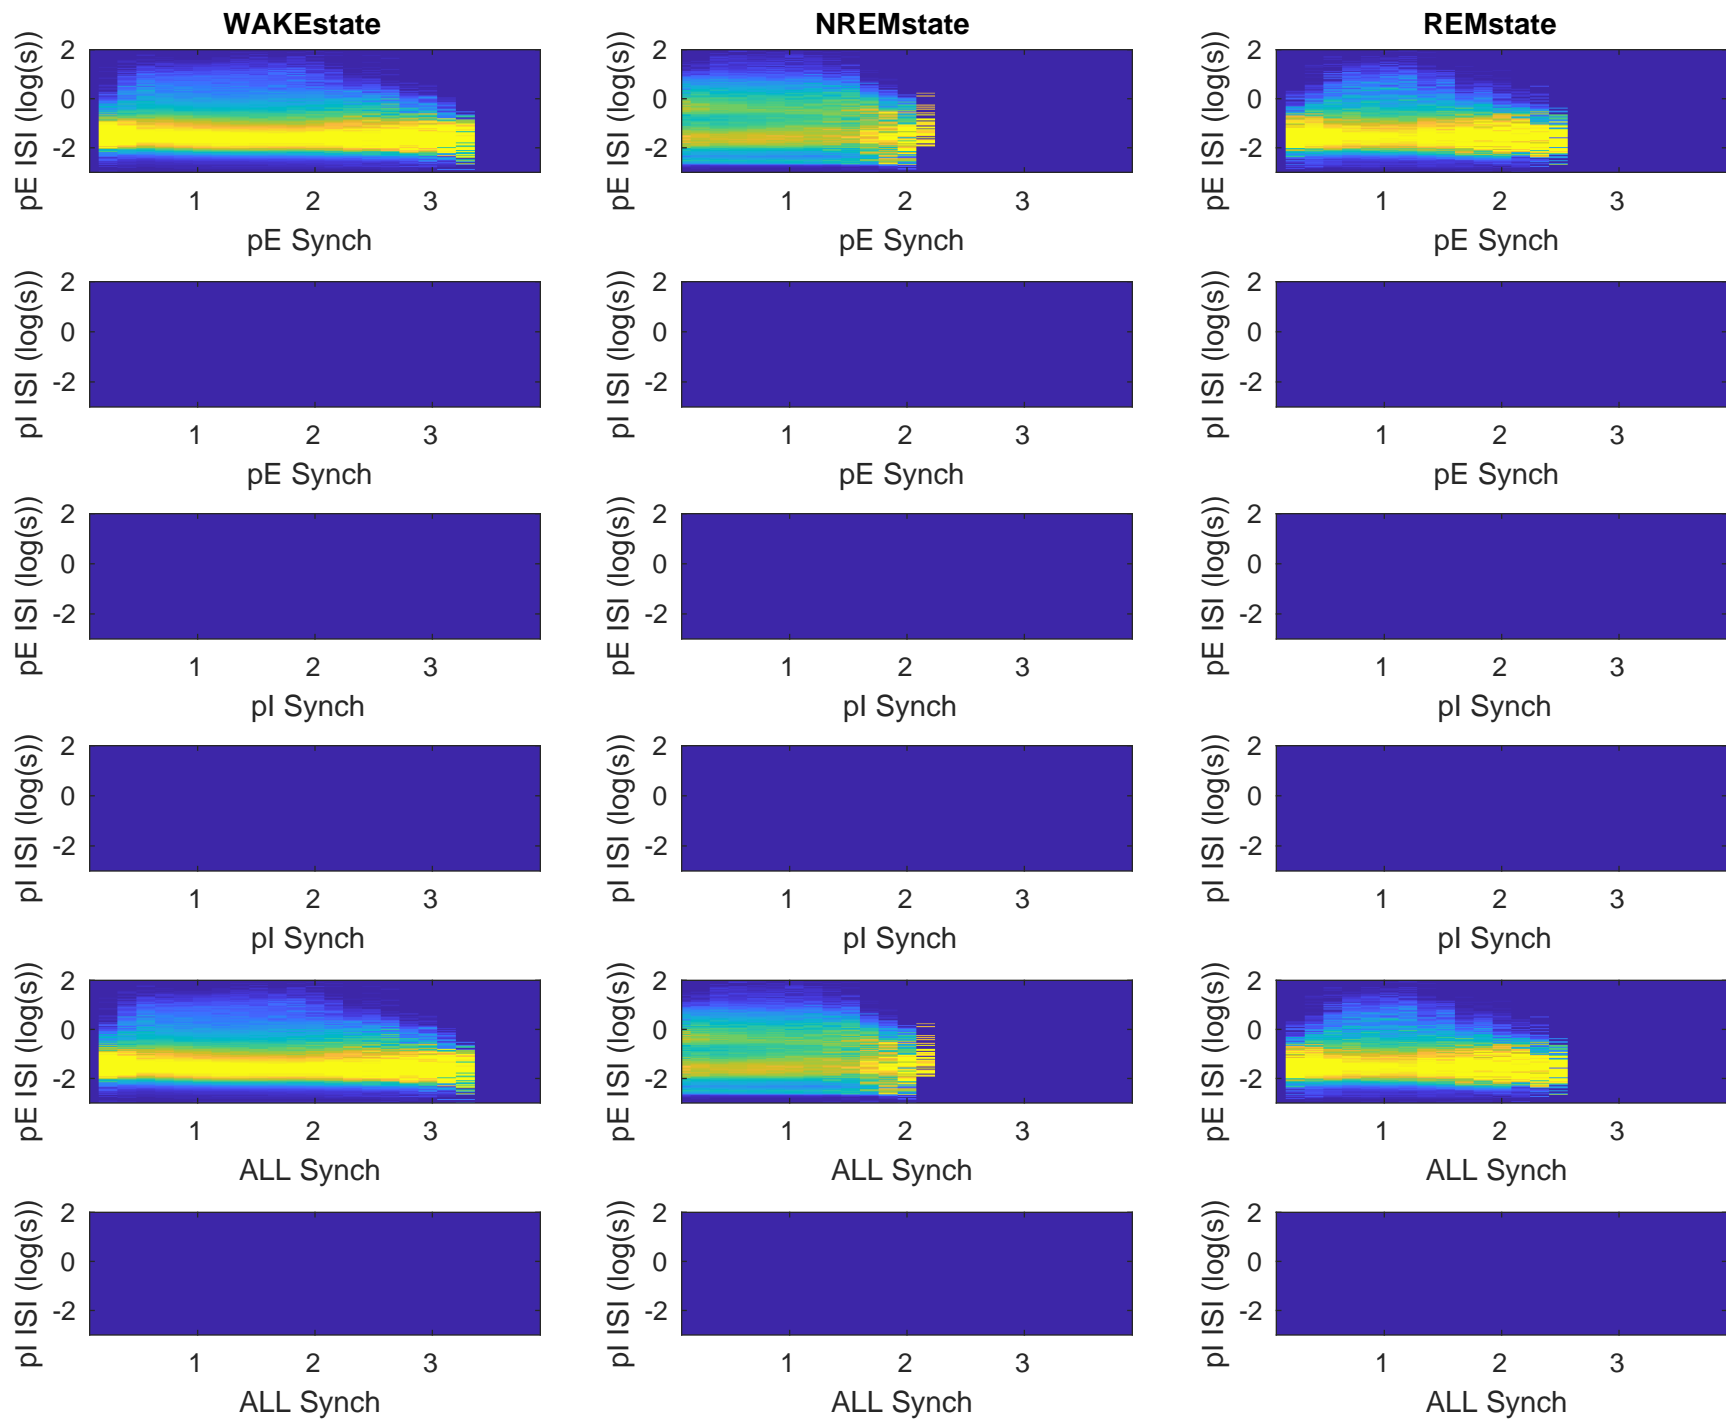 WAKEstate NREMstate REMstate
pE ISI (log(s)) 2 0 -2 pE ISI (log(s)) 2 0 -2 pE ISI (log(s)) 2 0 -2
1 2 3 1 2 3 1 2 3
pE Synch pE Synch pE Synch
pI ISI (log(s)) 2 0 -2 pI ISI (log(s)) 2 0 -2 pI ISI (log(s)) 2 0 -2
1 2 3 1 2 3 1 2 3
pE Synch pE Synch pE Synch
pE ISI (log(s)) 2 0 -2 pE ISI (log(s)) 2 0 -2 pE ISI (log(s)) 2 0 -2
1 2 3 1 2 3 1 2 3
pI Synch pI Synch pI Synch
pI ISI (log(s)) 2 0 -2 pI ISI (log(s)) 2 0 -2 pI ISI (log(s)) 2 0 -2
1 2 3 1 2 3 1 2 3
pI Synch pI Synch pI Synch
pE ISI (log(s)) 2 0 -2 pE ISI (log(s)) 2 0 -2 pE ISI (log(s)) 2 0 -2
1 2 3 1 2 3 1 2 3
ALL Synch ALL Synch ALL Synch
pI ISI (log(s)) 2 0 -2 pI ISI (log(s)) 2 0 -2 pI ISI (log(s)) 2 0 -2
1 2 3 1 2 3 1 2 3
ALL Synch ALL Synch ALL Synch